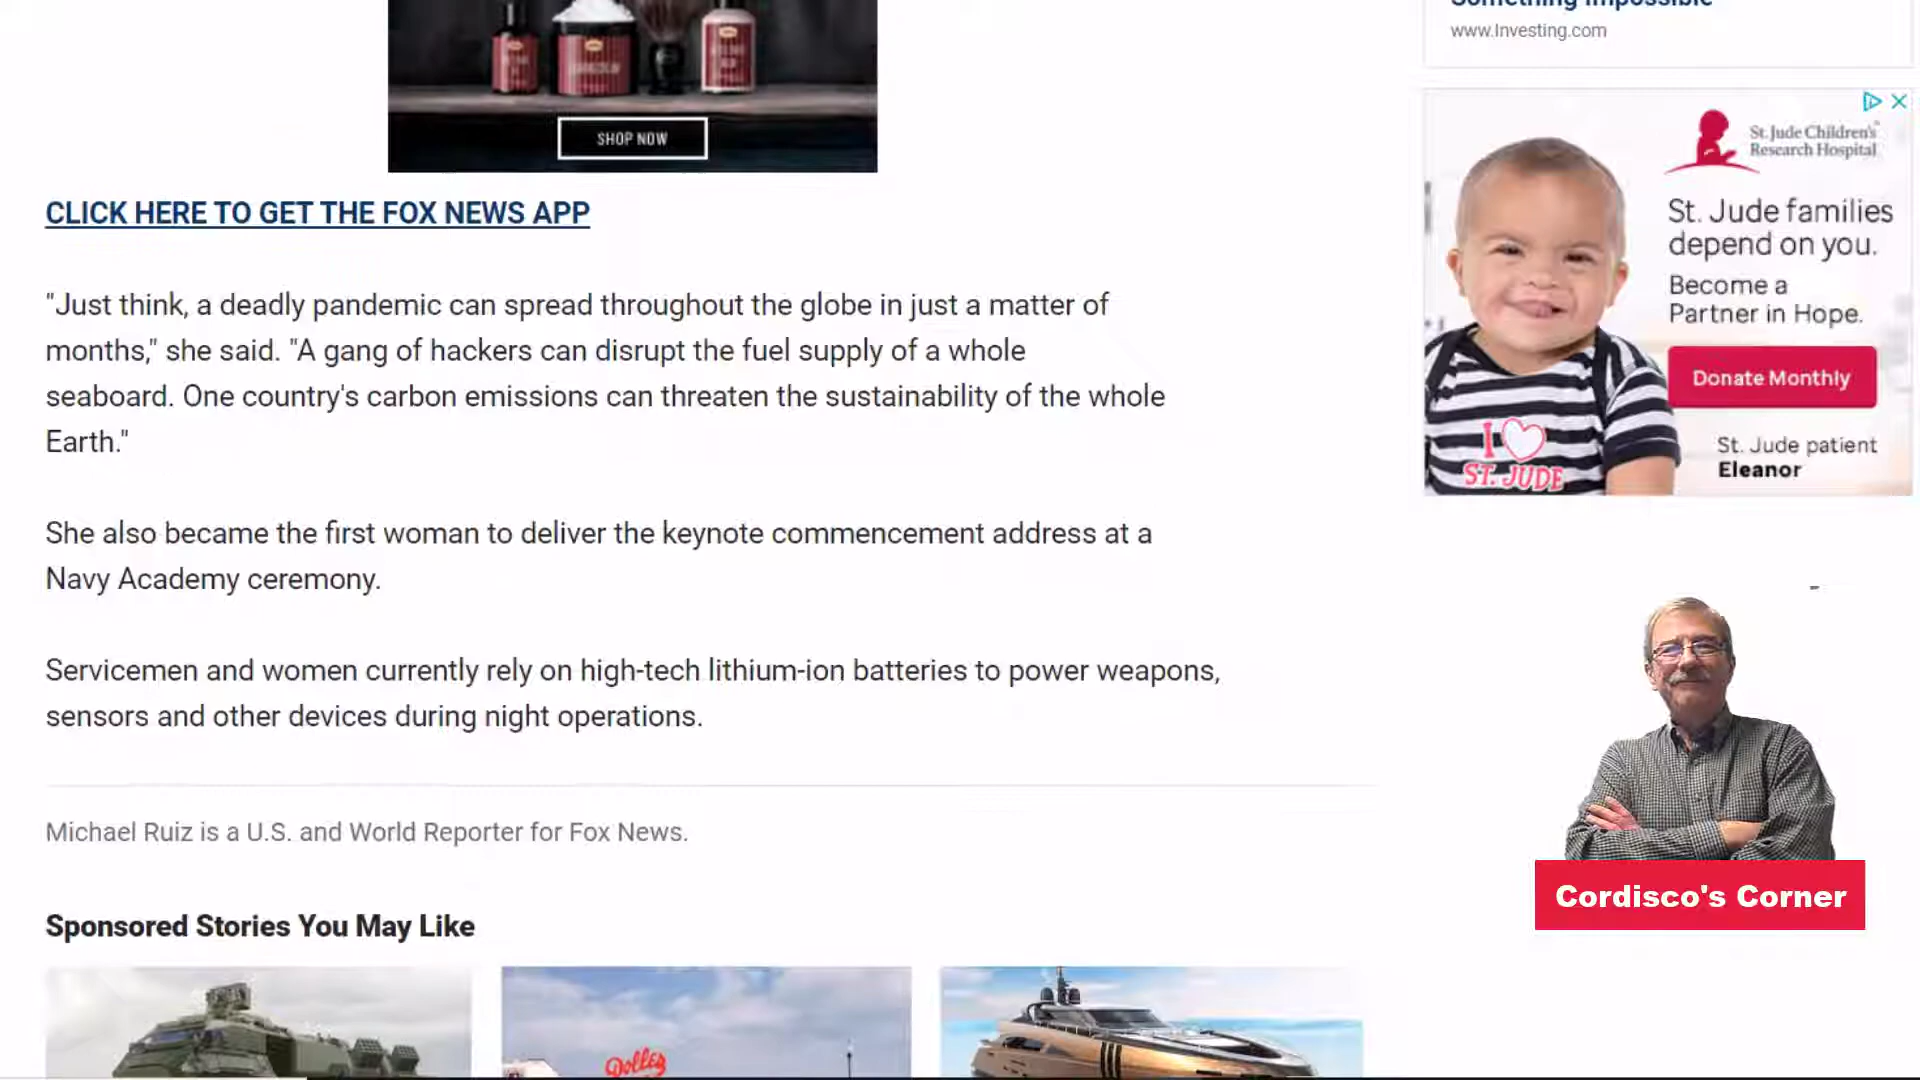 SHOP NOW
CLICK HERE TO GET THE FOX NEWS APP
"Just think, a deadly pandemic can spread throughout the globe in just a matter of
months," she said. "A gang of hackers can disrupt the fuel supply of a whole
seaboard. One country's carbon emissions can threaten the sustainability of the whole
Earth."
She also became the first woman to deliver the keynote commencement address at a
Navy Academy ceremony.
Servicemen and women currently rely on high-tech lithium-ion batteries to power weapons,
sensors and other devices during night operations.
Michael Ruiz is a U.S. and World Reporter for Fox News.
Sponsored Stories You May Like
Dolles
Something Impossible
www.Investing.com
St. Jude Children's
Research Hospital
St. Jude families
depend on you.
Become a
Partner in Hope.
Donate Monthly
St. Jude patient
Eleanor
I
ST. JUDE
Cordisco's Corner